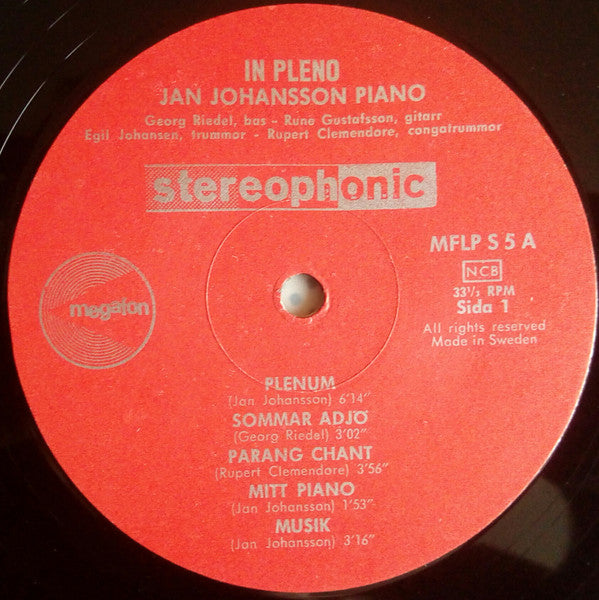 IN PLENO
JAN JOHANSSON PIANO
Georg Riedel, bas - Rune Gustafsson, gitarr
Egil Johansen, trummor - Rupert Clemendore, congatrummor
stereophonic
MFLP S 5 A
NCB
33⅓ RPM
Sida 1
All rights reserved
Made in Sweden
megafon
PLENUM
(Jan Johansson) 6'14"
SOMMAR ADJÖ
(Georg Riedel) 3'02"
PARANG CHANT
(Rupert Clemendore) 3'56"
MITT PIANO
(Jan Johansson) 1'53"
MUSIK
(Jan Johansson) 3'16"